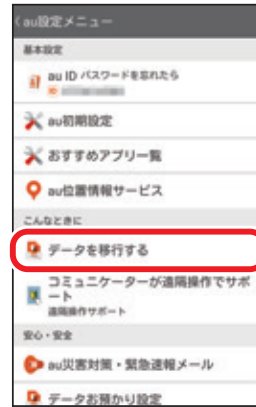 〈au設定メニュー
基本設定
au ID パスワードを忘れたら
au初期設定
おすすめアプリ一覧
au位置情報サービス
こんなときに
データを移行する
コミュニケーターが遠隔操作でサポ
ート
遠隔操作サポート
安心・安全
au災害対策・緊急速報メール
データお預かり設定